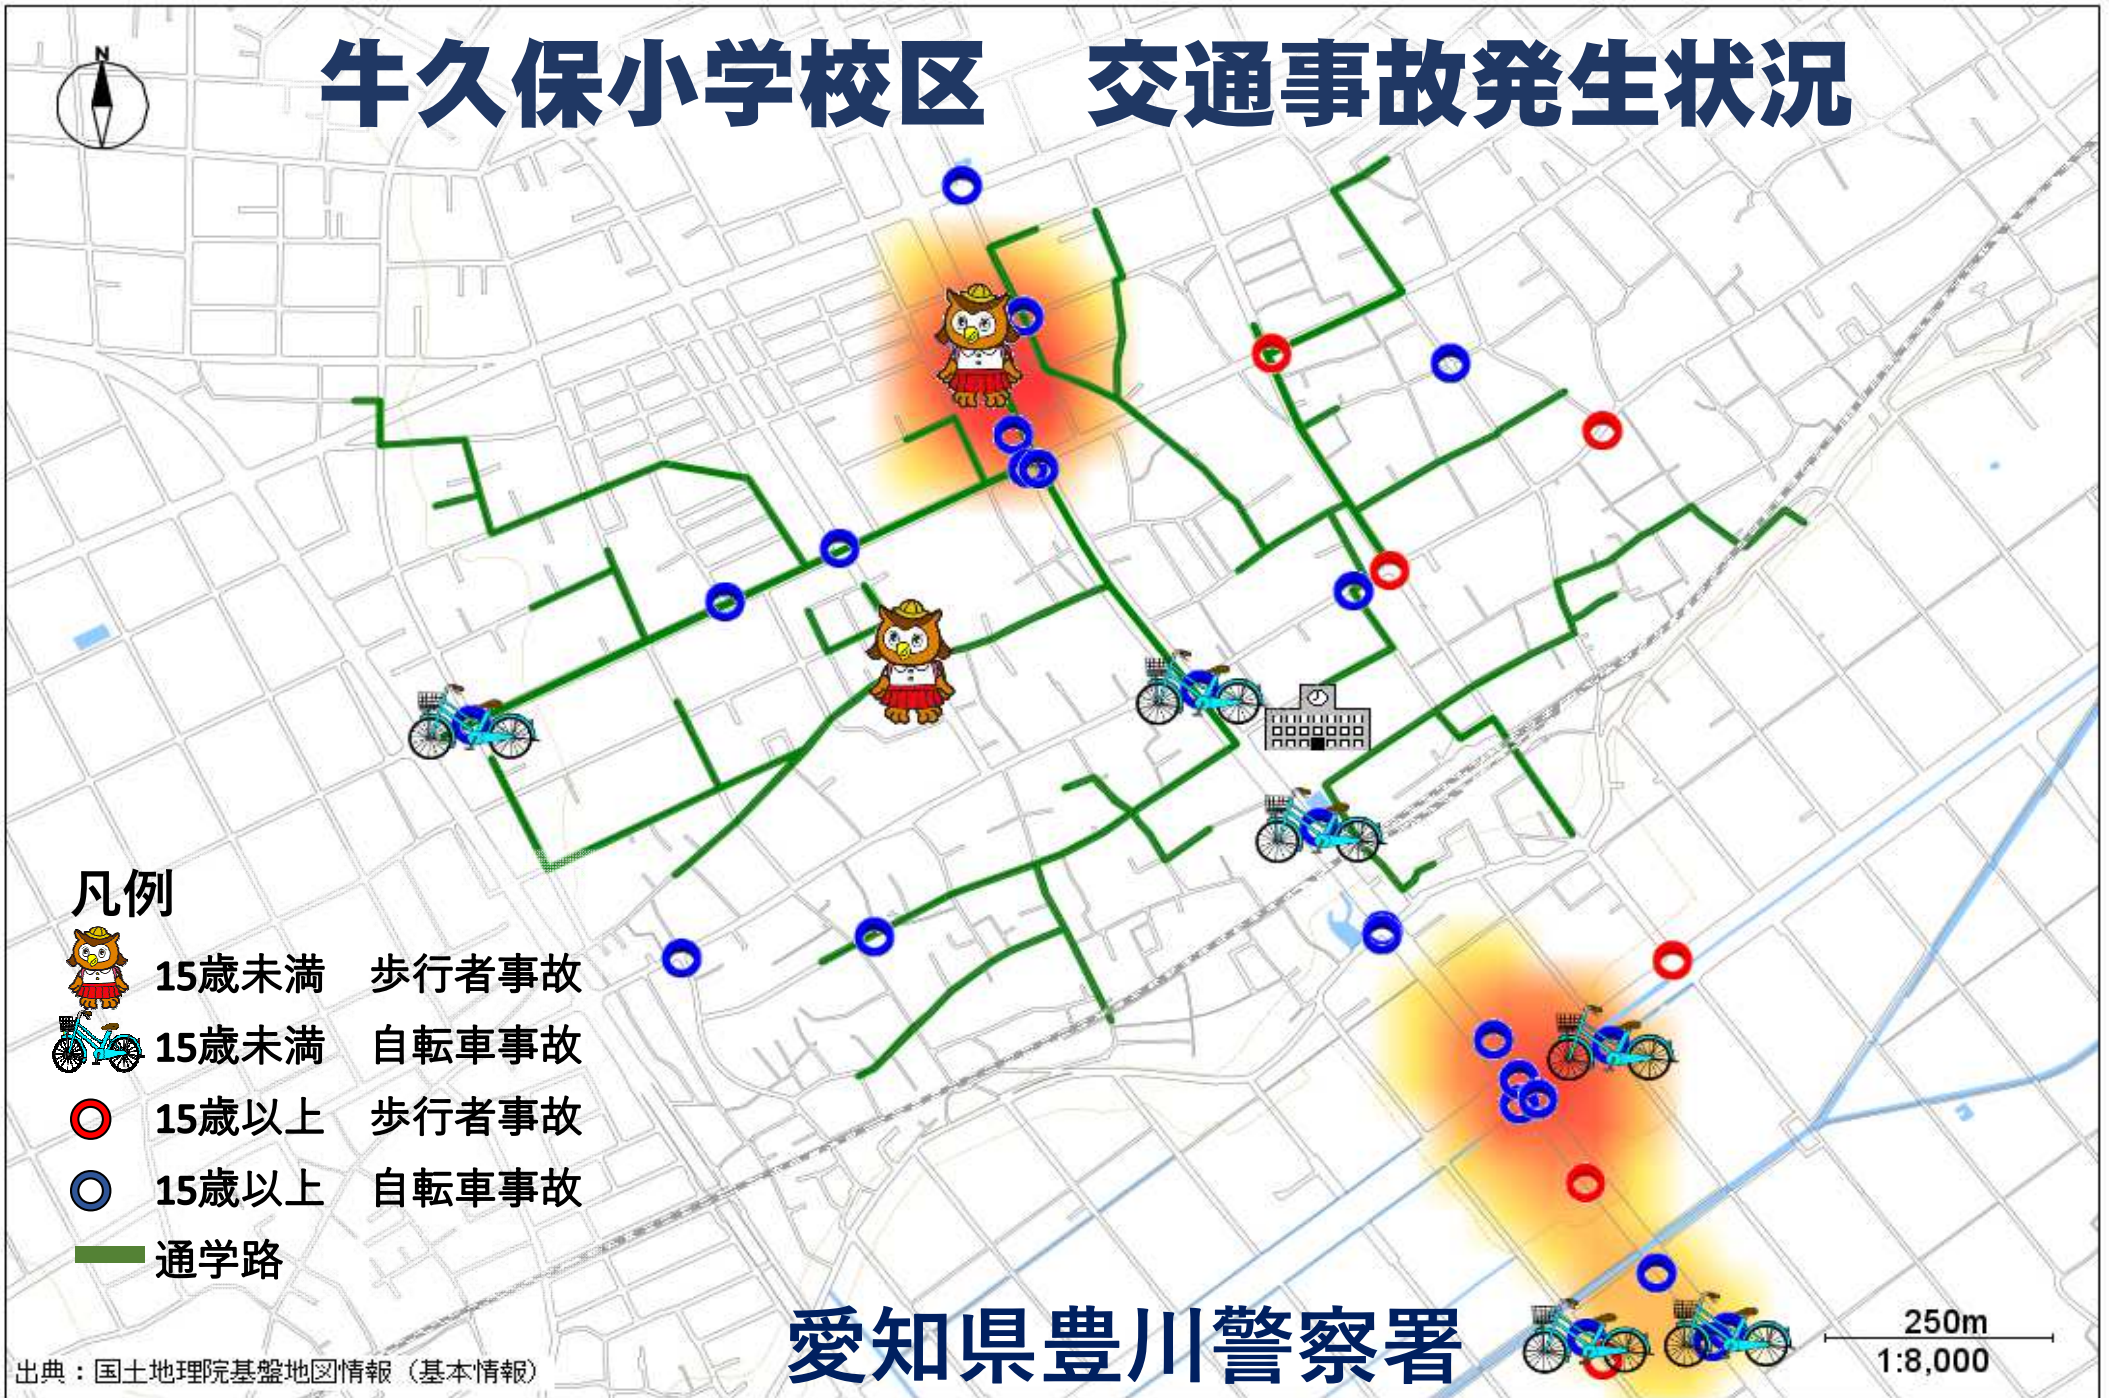 N
牛久保小学校区　交通事故発生状況
凡例
15歳未満　歩行者事故
15歳未満　自転車事故
15歳以上　歩行者事故
15歳以上　自転車事故
通学路
愛知県豊川警察署
250m
1:8,000
出典：国土地理院基盤地図情報（基本情報）